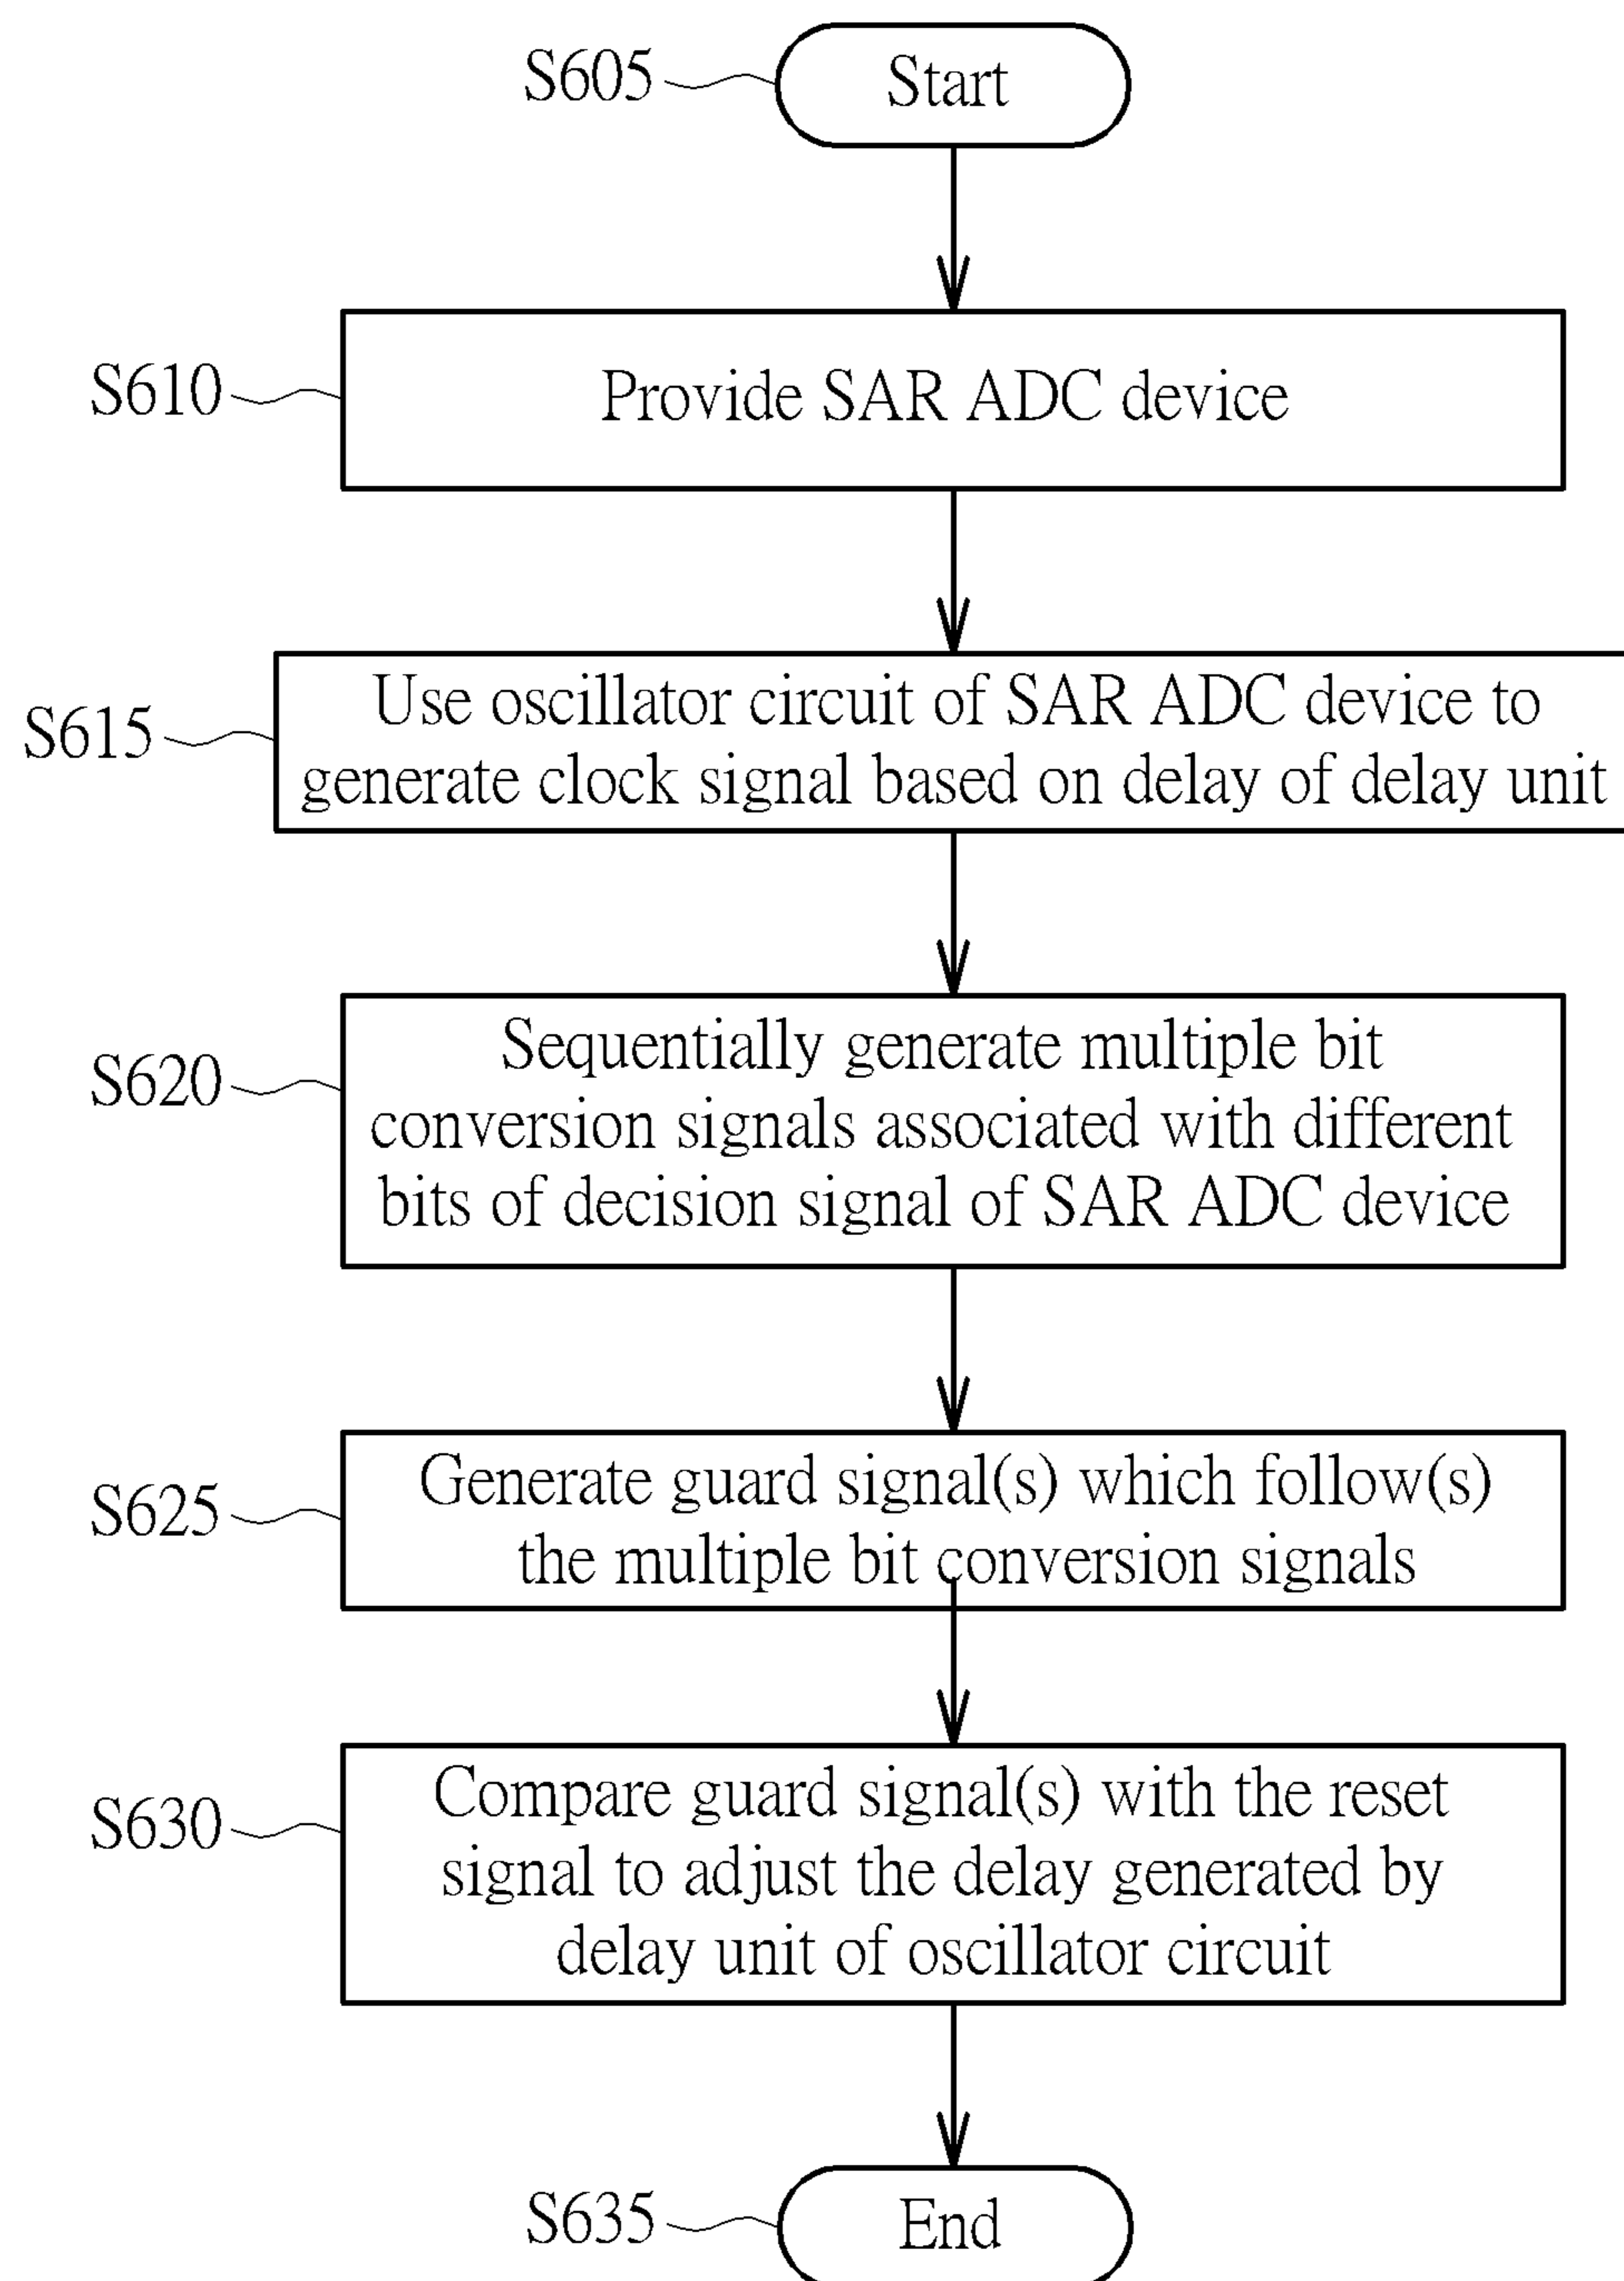 S605
Start
S610
Provide SAR ADC device
S615
Use oscillator circuit of SAR ADC device to
generate clock signal based on delay of delay unit
S620
Sequentially generate multiple bit
conversion signals associated with different
bits of decision signal of SAR ADC device
S625
Generate guard signal(s) which follow(s)
the multiple bit conversion signals
S630
Compare guard signal(s) with the reset
signal to adjust the delay generated by
delay unit of oscillator circuit
S635
End